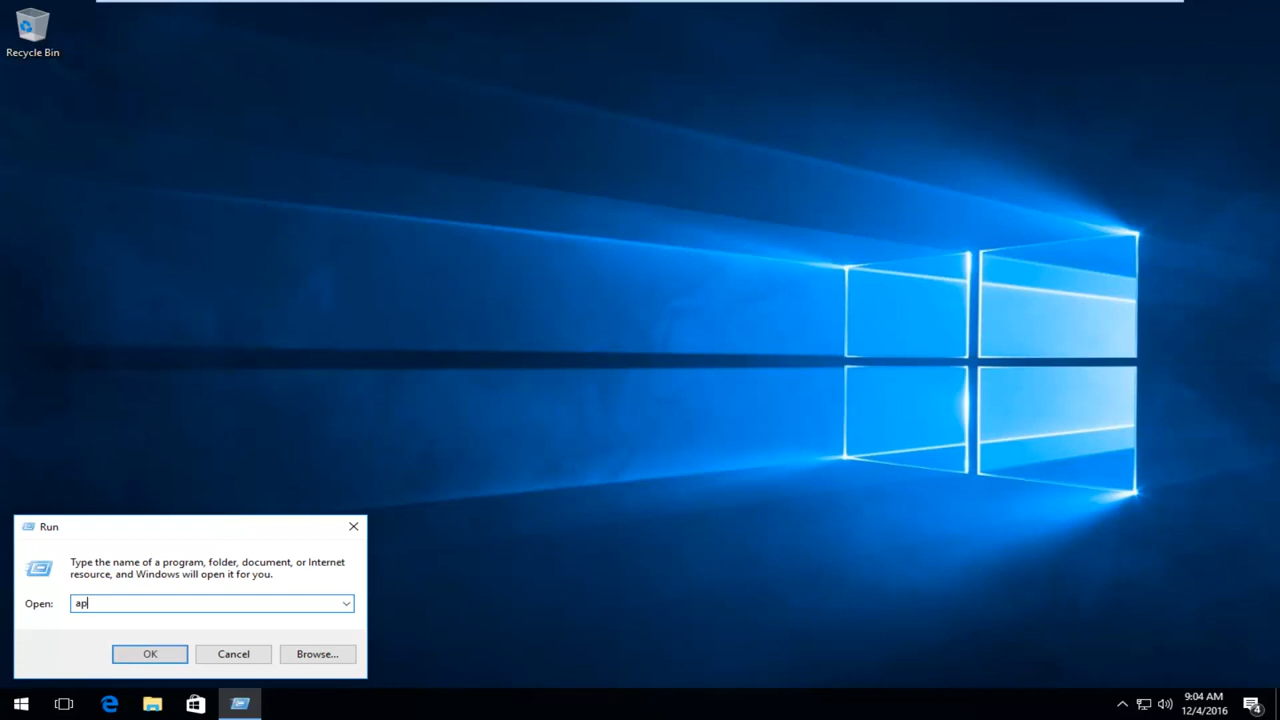 Recycle Bin
Run
Type the name of a program, folder, document, or Internet
resource, and Windows will open it for you.
Open:
ap
OK
Cancel
Browse...
9:04 AM
12/4/2016
4